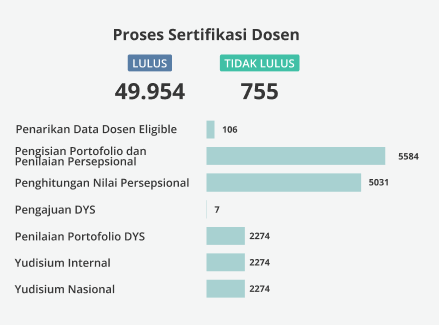 Proses Sertifikasi Dosen
LULUS
TIDAK LULUS
49.954
755
Penarikan Data Dosen Eligible
106
Pengisian Portofolio dan
Penilaian Persepsional
5584
Penghitungan Nilai Persepsional
5031
Pengajuan DYS
7
Penilaian Portofolio DYS
2274
Yudisium Internal
2274
Yudisium Nasional
2274